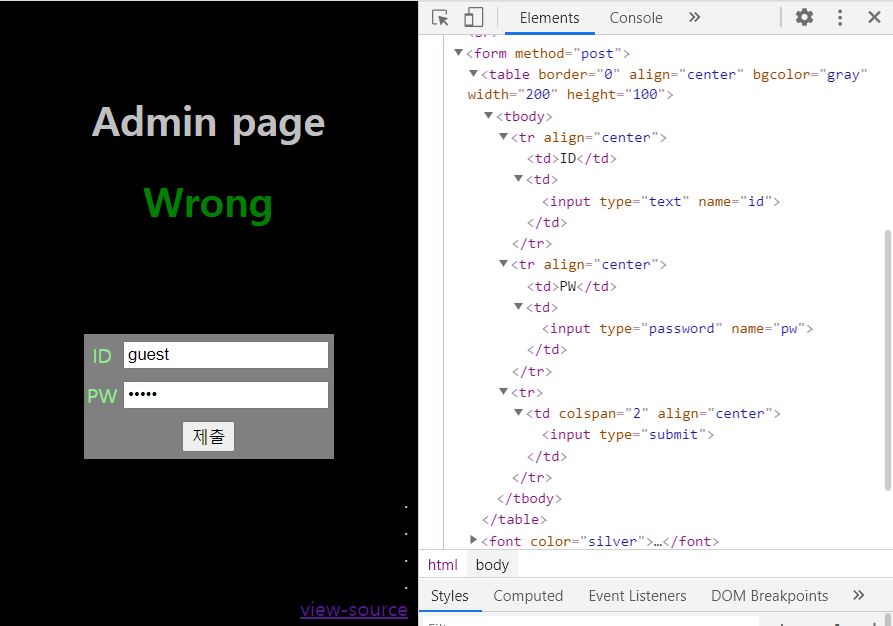 Admin page
Wrong
ID guest
PW •••••
제출
.
.
.
.
view-source
Elements Console »
<form method="post">
<table border="0" align="center" bgcolor="gray"
width="200" height="100">
<tbody>
<tr align="center">
<td>ID</td>
<td>
<input type="text" name="id">
</td>
</tr>
<tr align="center">
<td>PW</td>
<td>
<input type="password" name="pw">
</td>
</tr>
<tr>
<td colspan="2" align="center">
<input type="submit">
</td>
</tr>
</tbody>
</table>
<font color="silver">…</font>
html body
Styles Computed Event Listeners DOM Breakpoints »